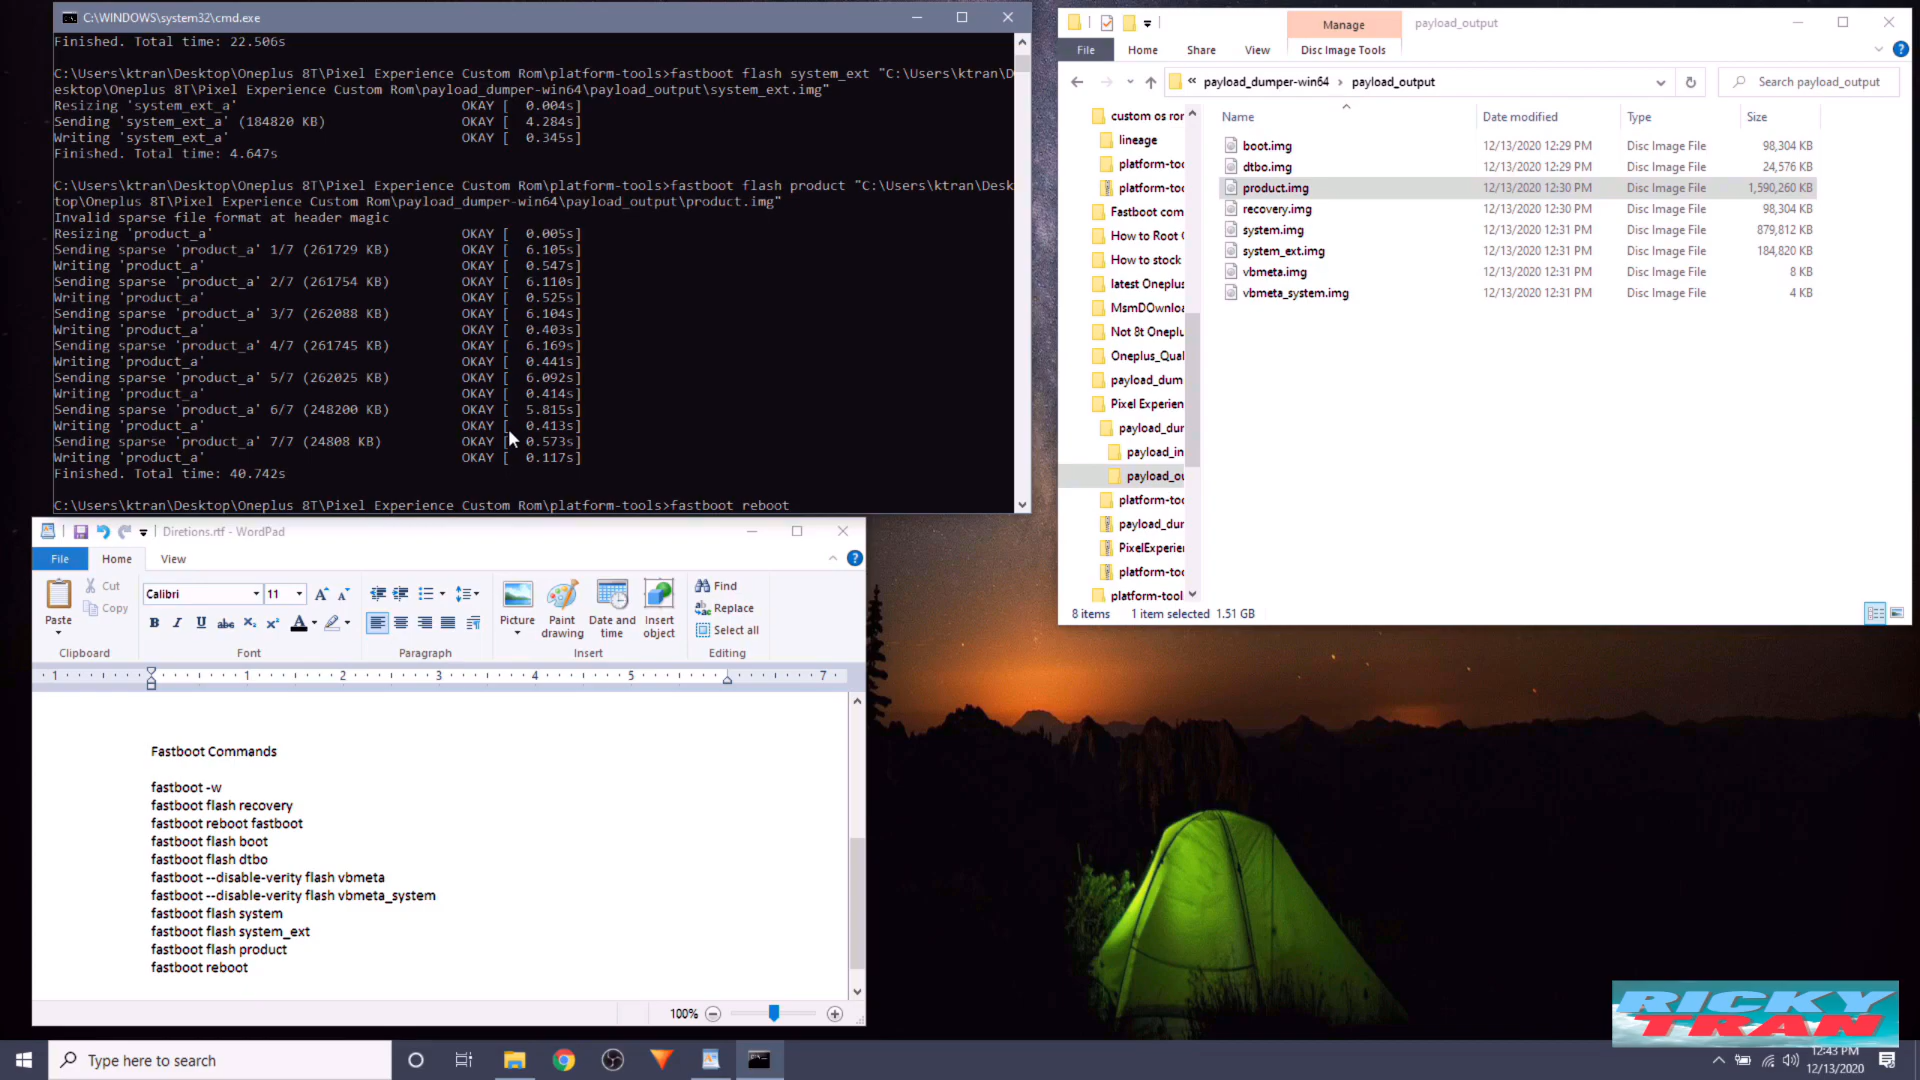 C:\WINDOWS\system32\cmd.exe
Finished. Total time: 22.506s
C:\Users\ktran\Desktop\Oneplus 8T\Pixel Experience Custom Rom\platform-tools>fastboot flash system_ext "C:\Users\ktran\D
esktop\Oneplus 8T\Pixel Experience Custom Rom\payload_dumper-win64\payload_output\system_ext.img"
Resizing 'system_ext_a' OKAY [ 0.004s]
Sending 'system_ext_a' (184820 KB) OKAY [ 4.284s]
Writing 'system_ext_a' OKAY [ 0.345s]
Finished. Total time: 4.647s
C:\Users\ktran\Desktop\Oneplus 8T\Pixel Experience Custom Rom\platform-tools>fastboot flash product "C:\Users\ktran\Desk
top\Oneplus 8T\Pixel Experience Custom Rom\payload_dumper-win64\payload_output\product.img"
Invalid sparse file format at header magic
Resizing 'product_a' OKAY [ 0.005s]
Sending sparse 'product_a' 1/7 (261729 KB) OKAY [ 6.105s]
Writing 'product_a' OKAY [ 0.547s]
Sending sparse 'product_a' 2/7 (261754 KB) OKAY [ 6.110s]
Writing 'product_a' OKAY [ 0.525s]
Sending sparse 'product_a' 3/7 (262088 KB) OKAY [ 6.104s]
Writing 'product_a' OKAY [ 0.403s]
Sending sparse 'product_a' 4/7 (261745 KB) OKAY [ 6.169s]
Writing 'product_a' OKAY [ 0.441s]
Sending sparse 'product_a' 5/7 (262025 KB) OKAY [ 6.092s]
Writing 'product_a' OKAY [ 0.414s]
Sending sparse 'product_a' 6/7 (248200 KB) OKAY [ 5.815s]
Writing 'product_a' OKAY [ 0.413s]
Sending sparse 'product_a' 7/7 (24808 KB) OKAY [ 0.573s]
Writing 'product_a' OKAY [ 0.117s]
Finished. Total time: 40.742s
C:\Users\ktran\Desktop\Oneplus 8T\Pixel Experience Custom Rom\platform-tools>fastboot reboot
Manage payload_output
File Home Share View Disc Image Tools
« payload_dumper-win64 › payload_output Search payload_output
Name Date modified Type Size
custom os ror
lineage
platform-toc
platform-toc
Fastboot com
How to Root
How to stock
latest Oneplus
MsmDOwnloa
Not 8t Oneplu
Oneplus_Qual
payload_dum
Pixel Experien
payload_dur
payload_in
payload_ou
platform-toc
payload_dur
PixelExperie
platform-toc
platform-tool
boot.img 12/13/2020 12:29 PM Disc Image File 98,304 KB
dtbo.img 12/13/2020 12:29 PM Disc Image File 24,576 KB
product.img 12/13/2020 12:30 PM Disc Image File 1,590,260 KB
recovery.img 12/13/2020 12:30 PM Disc Image File 98,304 KB
system.img 12/13/2020 12:31 PM Disc Image File 879,812 KB
system_ext.img 12/13/2020 12:31 PM Disc Image File 184,820 KB
vbmeta.img 12/13/2020 12:31 PM Disc Image File 8 KB
vbmeta_system.img 12/13/2020 12:31 PM Disc Image File 4 KB
8 items 1 item selected 1.51 GB
Diretions.rtf - WordPad
File Home View
Paste Cut Copy
Calibri 11
Picture Paint drawing Date and time Insert object
Find
Replace
Select all
Clipboard Font Paragraph Insert Editing
1 1 2 3 4 5 7
Fastboot Commands
fastboot -w
fastboot flash recovery
fastboot reboot fastboot
fastboot flash boot
fastboot flash dtbo
fastboot --disable-verity flash vbmeta
fastboot --disable-verity flash vbmeta_system
fastboot flash system
fastboot flash system_ext
fastboot flash product
fastboot reboot
100%
RICKY
TRAN
Type here to search
12:43 PM
12/13/2020